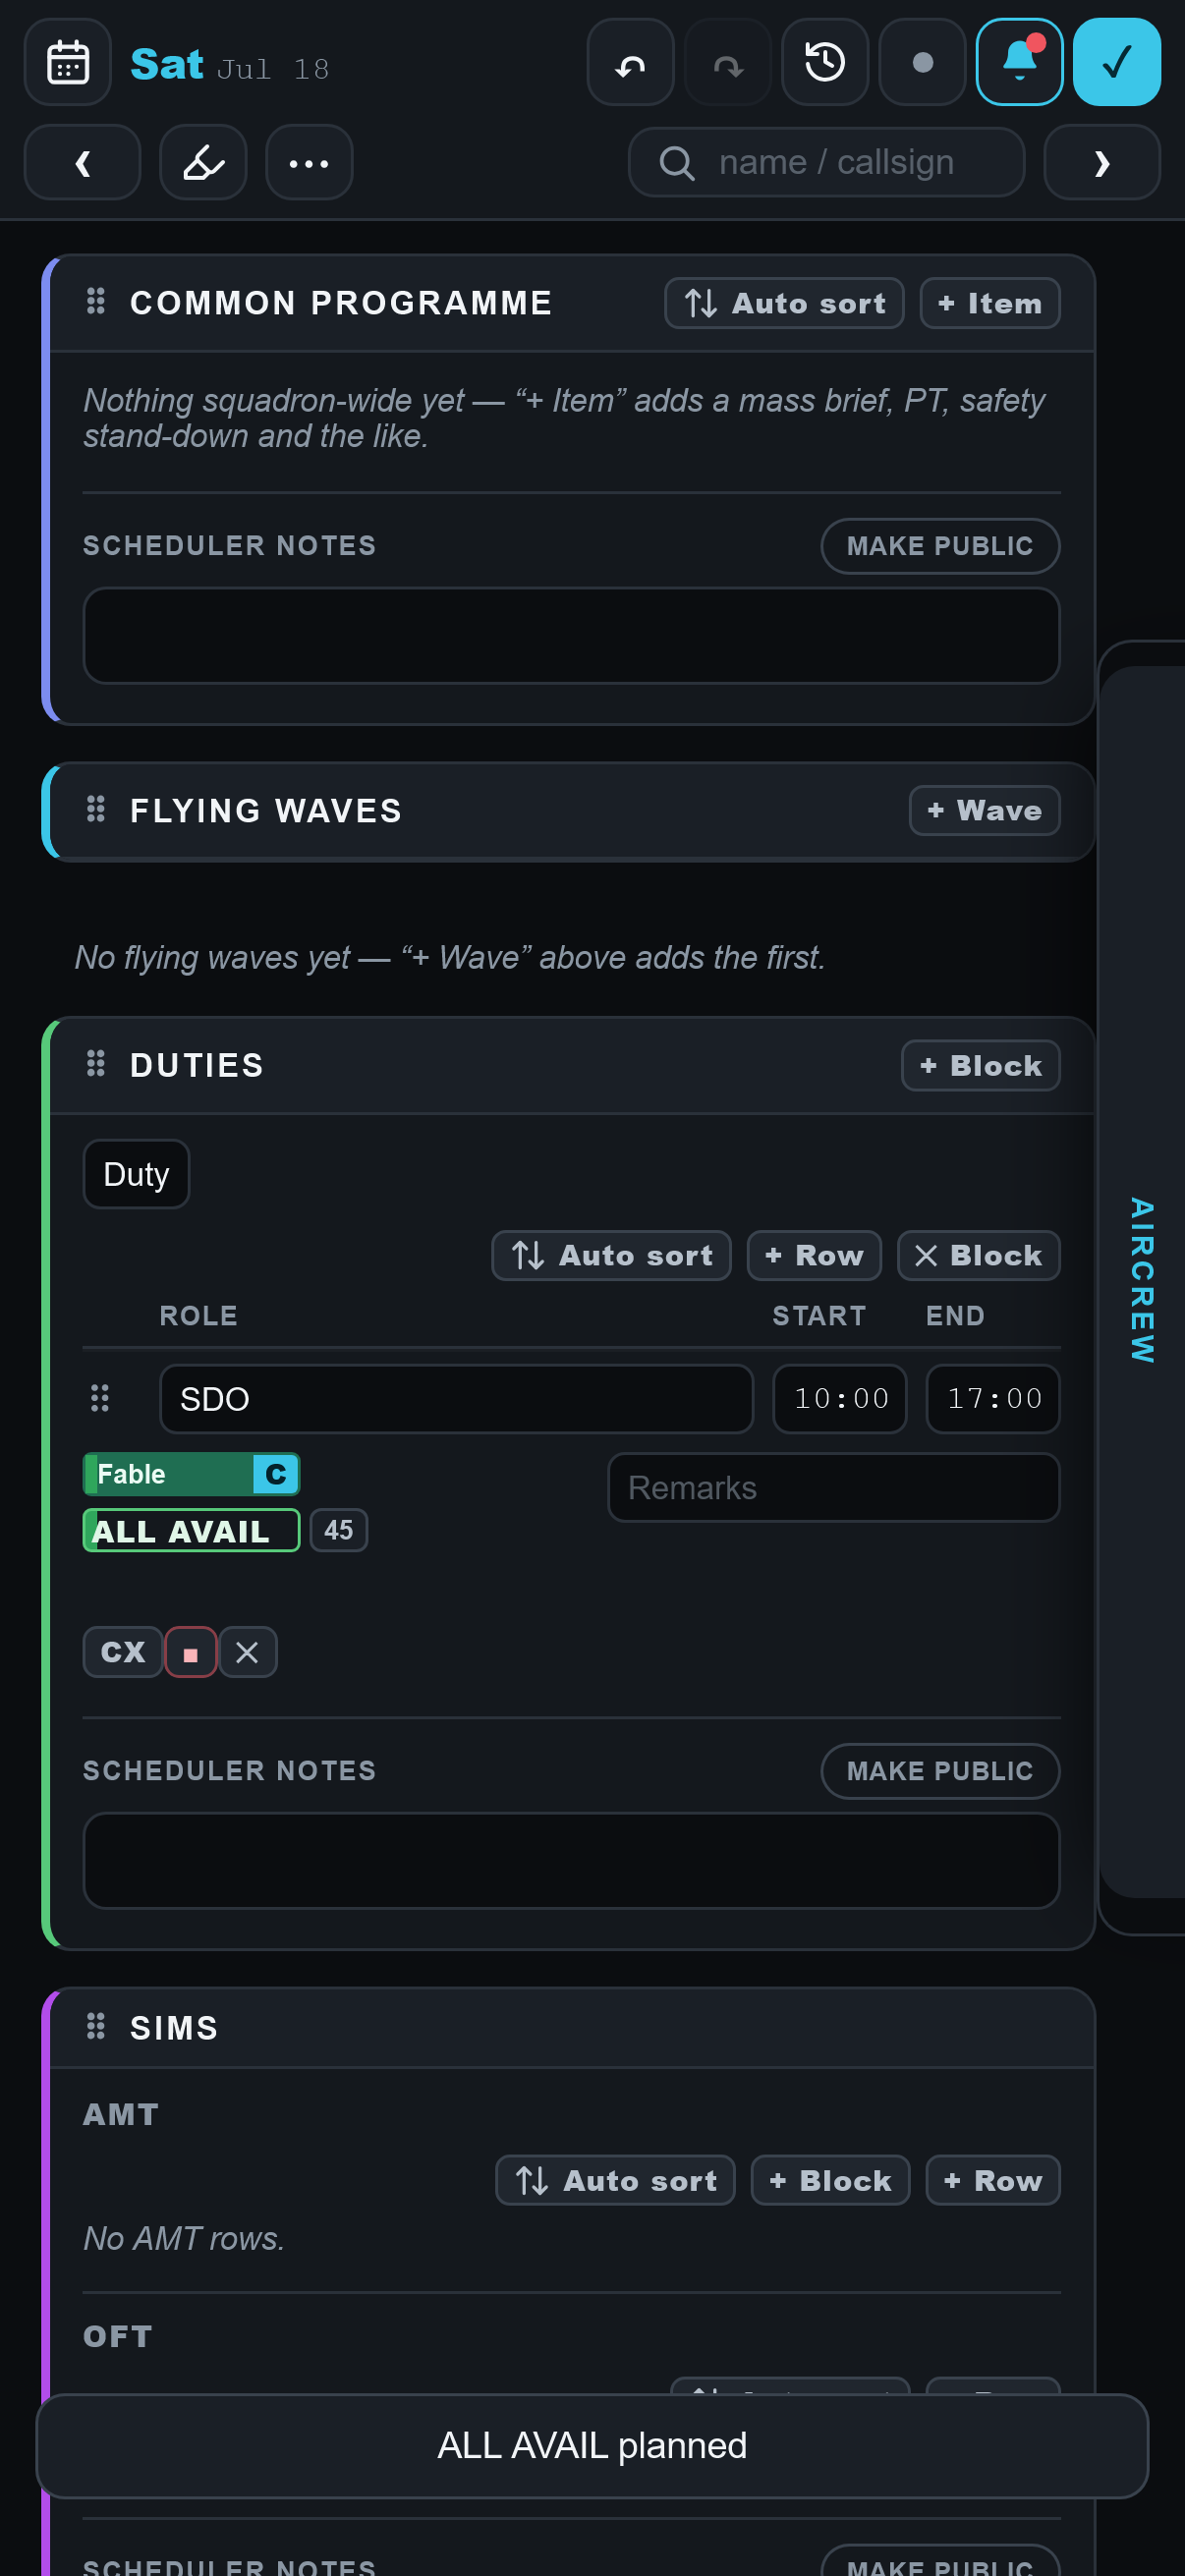 Sat Jul 18
name / callsign
COMMON PROGRAMME
Auto sort
+ Item
Nothing squadron-wide yet — “+ Item” adds a mass brief, PT, safety
stand-down and the like.
SCHEDULER NOTES
MAKE PUBLIC
FLYING WAVES
+ Wave
No flying waves yet — “+ Wave” above adds the first.
DUTIES
+ Block
Duty
Auto sort
+ Row
× Block
ROLE
START
END
SDO
10:00
17:00
Fable
C
Remarks
ALL AVAIL
45
CX
AIRCREW
SCHEDULER NOTES
MAKE PUBLIC
SIMS
AMT
Auto sort
+ Block
+ Row
No AMT rows.
OFT
ALL AVAIL planned
SCHEDULER NOTES
MAKE PUBLIC